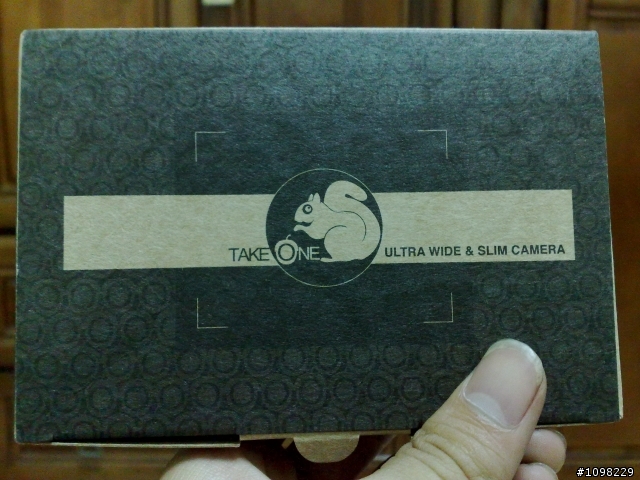 TAKE ONE
ULTRA WIDE & SLIM CAMERA
#1098229